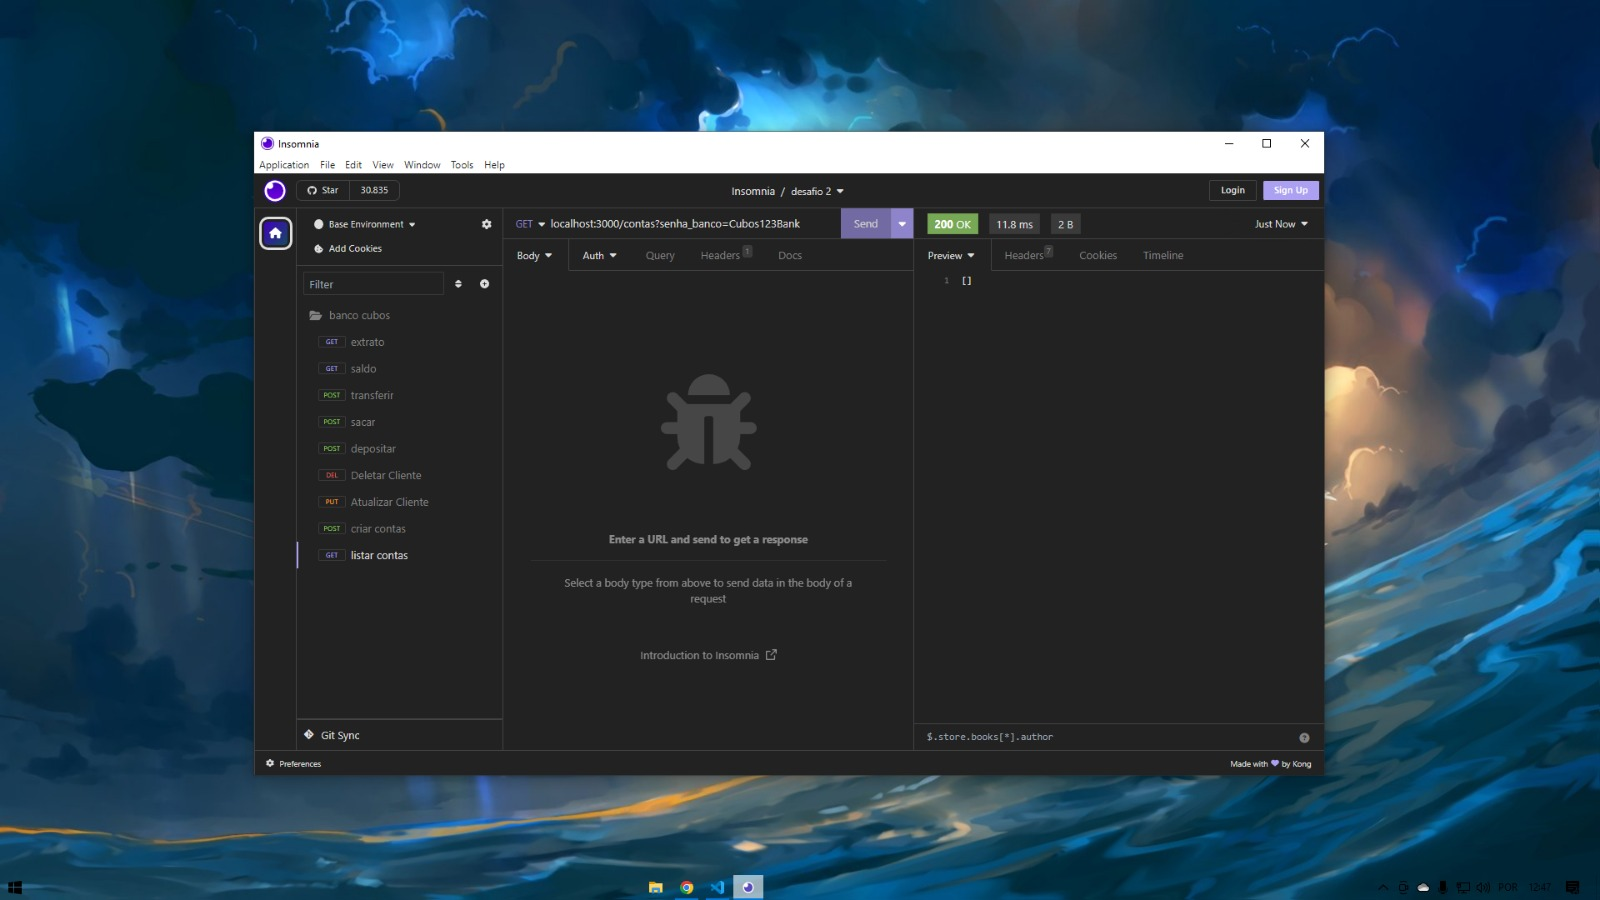 Insomnia
Application File Edit View Window Tools Help
Star 30.835
Insomnia / desafio 2
Login Sign Up
Base Environment
Add Cookies
Filter
banco cubos
GET extrato
GET saldo
POST transferir
POST sacar
POST depositar
DEL Deletar Cliente
PUT Atualizar Cliente
POST criar contas
GET listar contas
Git Sync
GET localhost:3000/contas?senha_banco=Cubos123Bank Send
Body Auth Query Headers 1 Docs
Enter a URL and send to get a response
Select a body type from above to send data in the body of a
request
Introduction to Insomnia
200 OK 11.8 ms 2 B Just Now
Preview Headers 7 Cookies Timeline
1 []
$.store.books[*].author
Preferences
Made with by Kong
POR 12:47